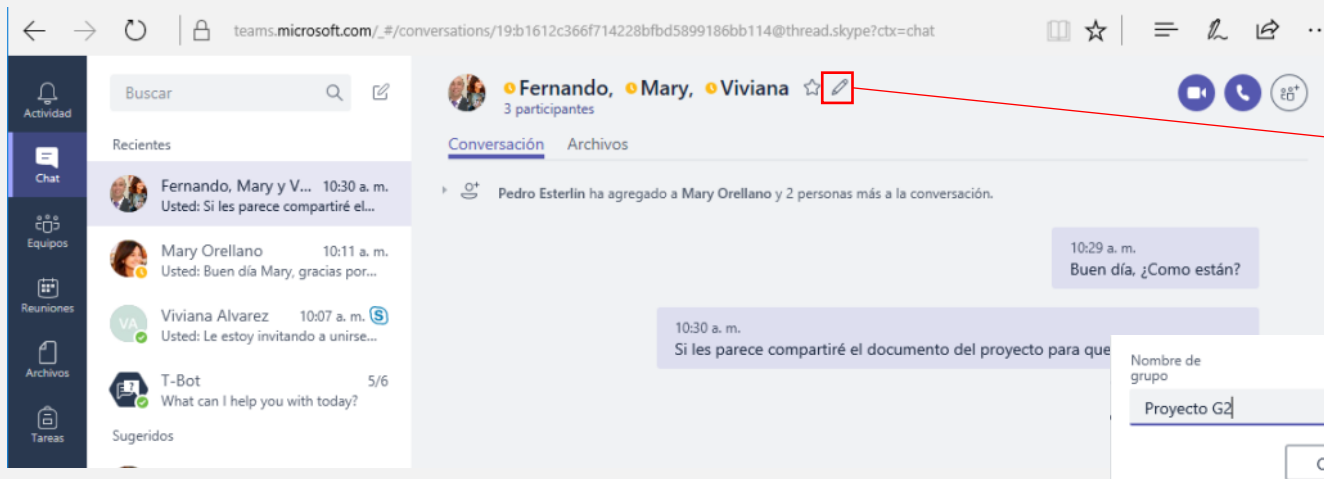 teams.microsoft.com/_#/conversations/19:b1612c366f714228bfbd5899186bb114@thread.skype?ctx=chat
Actividad
Chat
Equipos
Reuniones
Archivos
Tareas
Buscar
Recientes
Fernando, Mary y V... 10:30 a. m.
Usted: Si les parece compartiré el...
Mary Orellano 10:11 a. m.
Usted: Buen día Mary, gracias por...
VA
Viviana Alvarez 10:07 a. m.
Usted: Le estoy invitando a unirse...
T-Bot 5/6
What can I help you with today?
Sugeridos
Fernando, Mary, Viviana
3 participantes
Conversación Archivos
Pedro Esterlin ha agregado a Mary Orellano y 2 personas más a la conversación.
10:29 a. m.
Buen día, ¿Como están?
10:30 a. m.
Si les parece compartiré el documento del proyecto para que
Nombre de
grupo
Proyecto G2